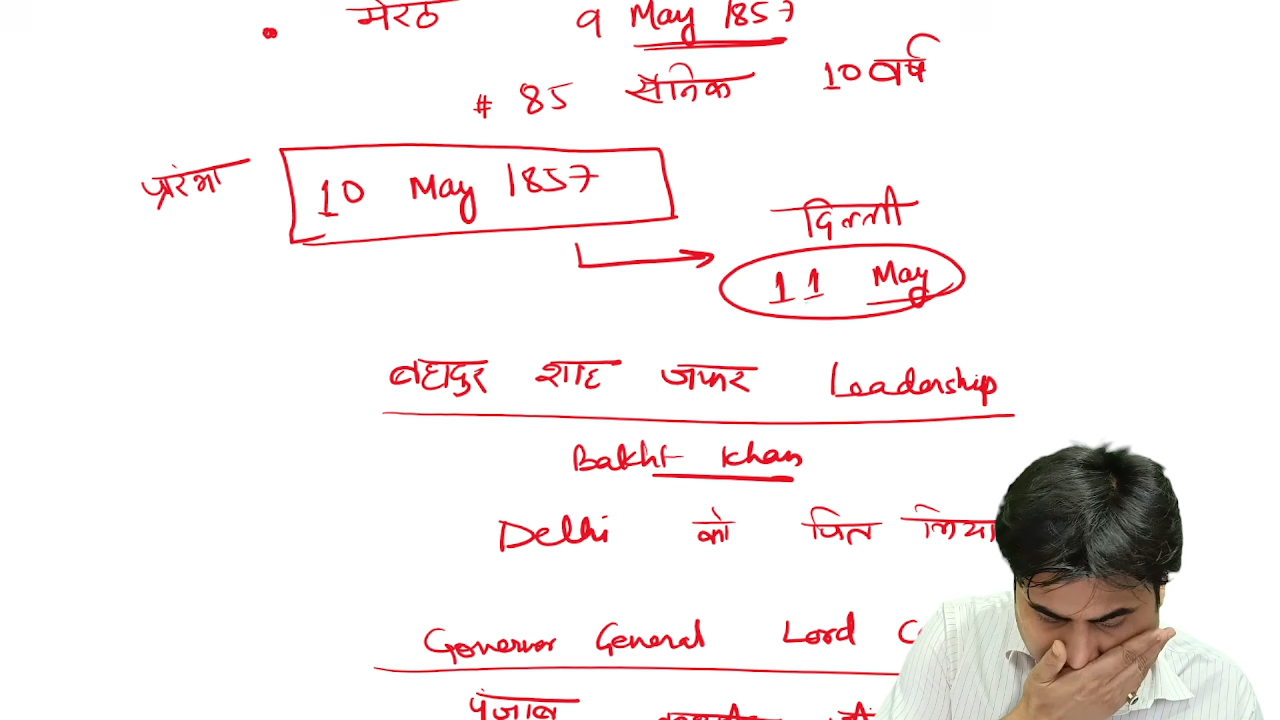 मेरठ 9 May 1857
# 85 सैनिक 10 वर्ष
प्रारंभ 10 May 1857
दिल्ली
11 May
बहादुर शाह जफर Leadership
Bakht Khan
Delhi को जित लिया
Governor General Lord
पंजाब